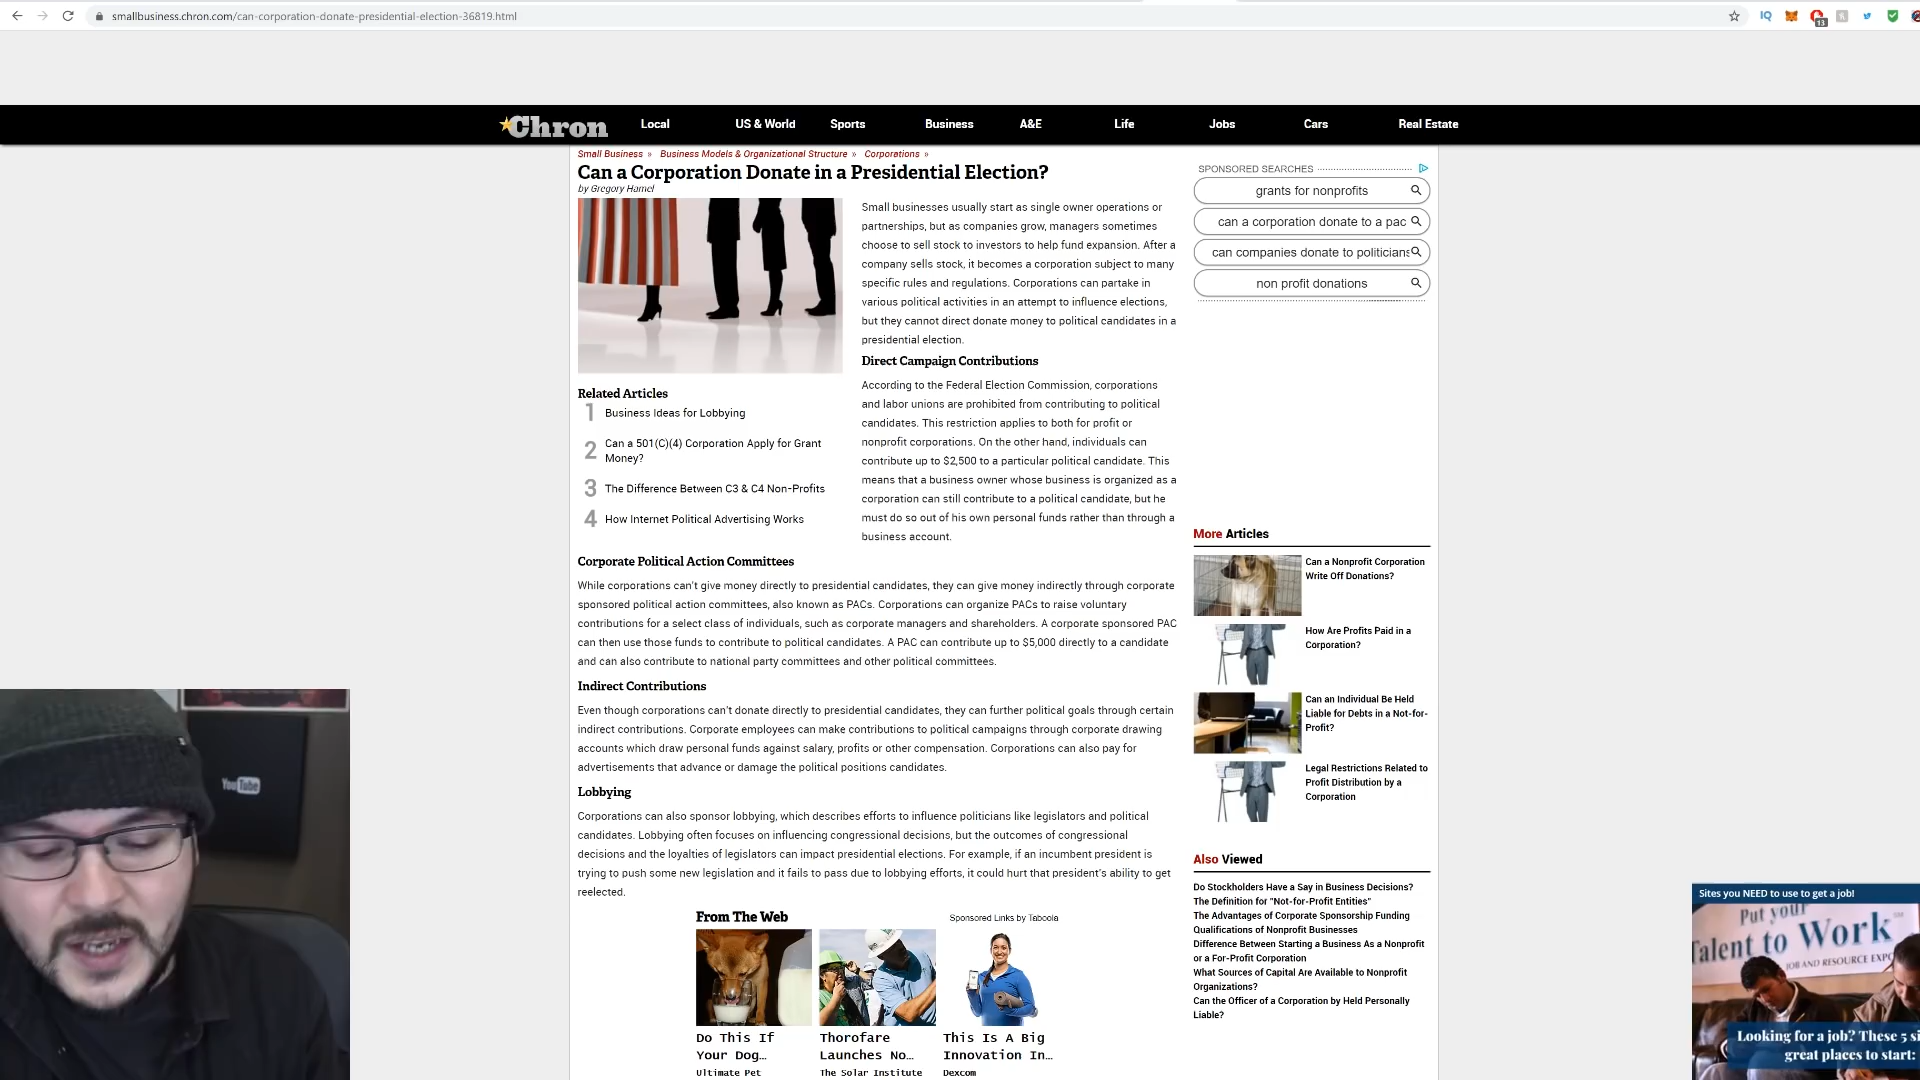 smallbusiness.chron.com/can-corporation-donate-presidential-election-36819.html
IQ
13
Chron
Local
US & World
Sports
Business
A&E
Life
Jobs
Cars
Real Estate
Small Business »
Business Models & Organizational Structure »
Corporations »
Can a Corporation Donate in a Presidential Election?
by Gregory Hamel
Small businesses usually start as single owner operations or
partnerships, but as companies grow, managers sometimes
choose to sell stock to investors to help fund expansion. After a
company sells stock, it becomes a corporation subject to many
specific rules and regulations. Corporations can partake in
various political activities in an attempt to influence elections,
but they cannot direct donate money to political candidates in a
presidential election.
Direct Campaign Contributions
According to the Federal Election Commission, corporations
and labor unions are prohibited from contributing to political
candidates. This restriction applies to both for profit or
nonprofit corporations. On the other hand, individuals can
contribute up to $2,500 to a particular political candidate. This
means that a business owner whose business is organized as a
corporation can still contribute to a political candidate, but he
must do so out of his own personal funds rather than through a
business account.
Related Articles
1 Business Ideas for Lobbying
2 Can a 501(C)(4) Corporation Apply for Grant
Money?
3 The Difference Between C3 & C4 Non-Profits
4 How Internet Political Advertising Works
Corporate Political Action Committees
While corporations can't give money directly to presidential candidates, they can give money indirectly through corporate
sponsored political action committees, also known as PACs. Corporations can organize PACs to raise voluntary
contributions for a select class of individuals, such as corporate managers and shareholders. A corporate sponsored PAC
can then use those funds to contribute to political candidates. A PAC can contribute up to $5,000 directly to a candidate
and can also contribute to national party committees and other political committees.
Indirect Contributions
Even though corporations can't donate directly to presidential candidates, they can further political goals through certain
indirect contributions. Corporate employees can make contributions to political campaigns through corporate drawing
accounts which draw personal funds against salary, profits or other compensation. Corporations can also pay for
advertisements that advance or damage the political positions candidates.
Lobbying
Corporations can also sponsor lobbying, which describes efforts to influence politicians like legislators and political
candidates. Lobbying often focuses on influencing congressional decisions, but the outcomes of congressional
decisions and the loyalties of legislators can impact presidential elections. For example, if an incumbent president is
trying to push some new legislation and it fails to pass due to lobbying efforts, it could hurt that president's ability to get
reelected.
From The Web
Sponsored Links by Taboola
Do This If
Your Dog…
Ultimate Pet
Thorofare
Launches No…
The Solar Institute
This Is A Big
Innovation In…
Dexcom
SPONSORED SEARCHES
grants for nonprofits
can a corporation donate to a pac
can companies donate to politicians
non profit donations
More Articles
Can a Nonprofit Corporation
Write Off Donations?
How Are Profits Paid in a
Corporation?
Can an Individual Be Held
Liable for Debts in a Not-for-
Profit?
Legal Restrictions Related to
Profit Distribution by a
Corporation
Also Viewed
Do Stockholders Have a Say in Business Decisions?
The Definition for "Not-for-Profit Entities"
The Advantages of Corporate Sponsorship Funding
Qualifications of Nonprofit Businesses
Difference Between Starting a Business As a Nonprofit
or a For-Profit Corporation
What Sources of Capital Are Available to Nonprofit
Organizations?
Can the Officer of a Corporation by Held Personally
Liable?
YouTube
Sites you NEED to use to get a job!
Put your
Talent to Work
JOB AND RESOURCE EXPO
Looking for a job? These 5 si
great places to start: